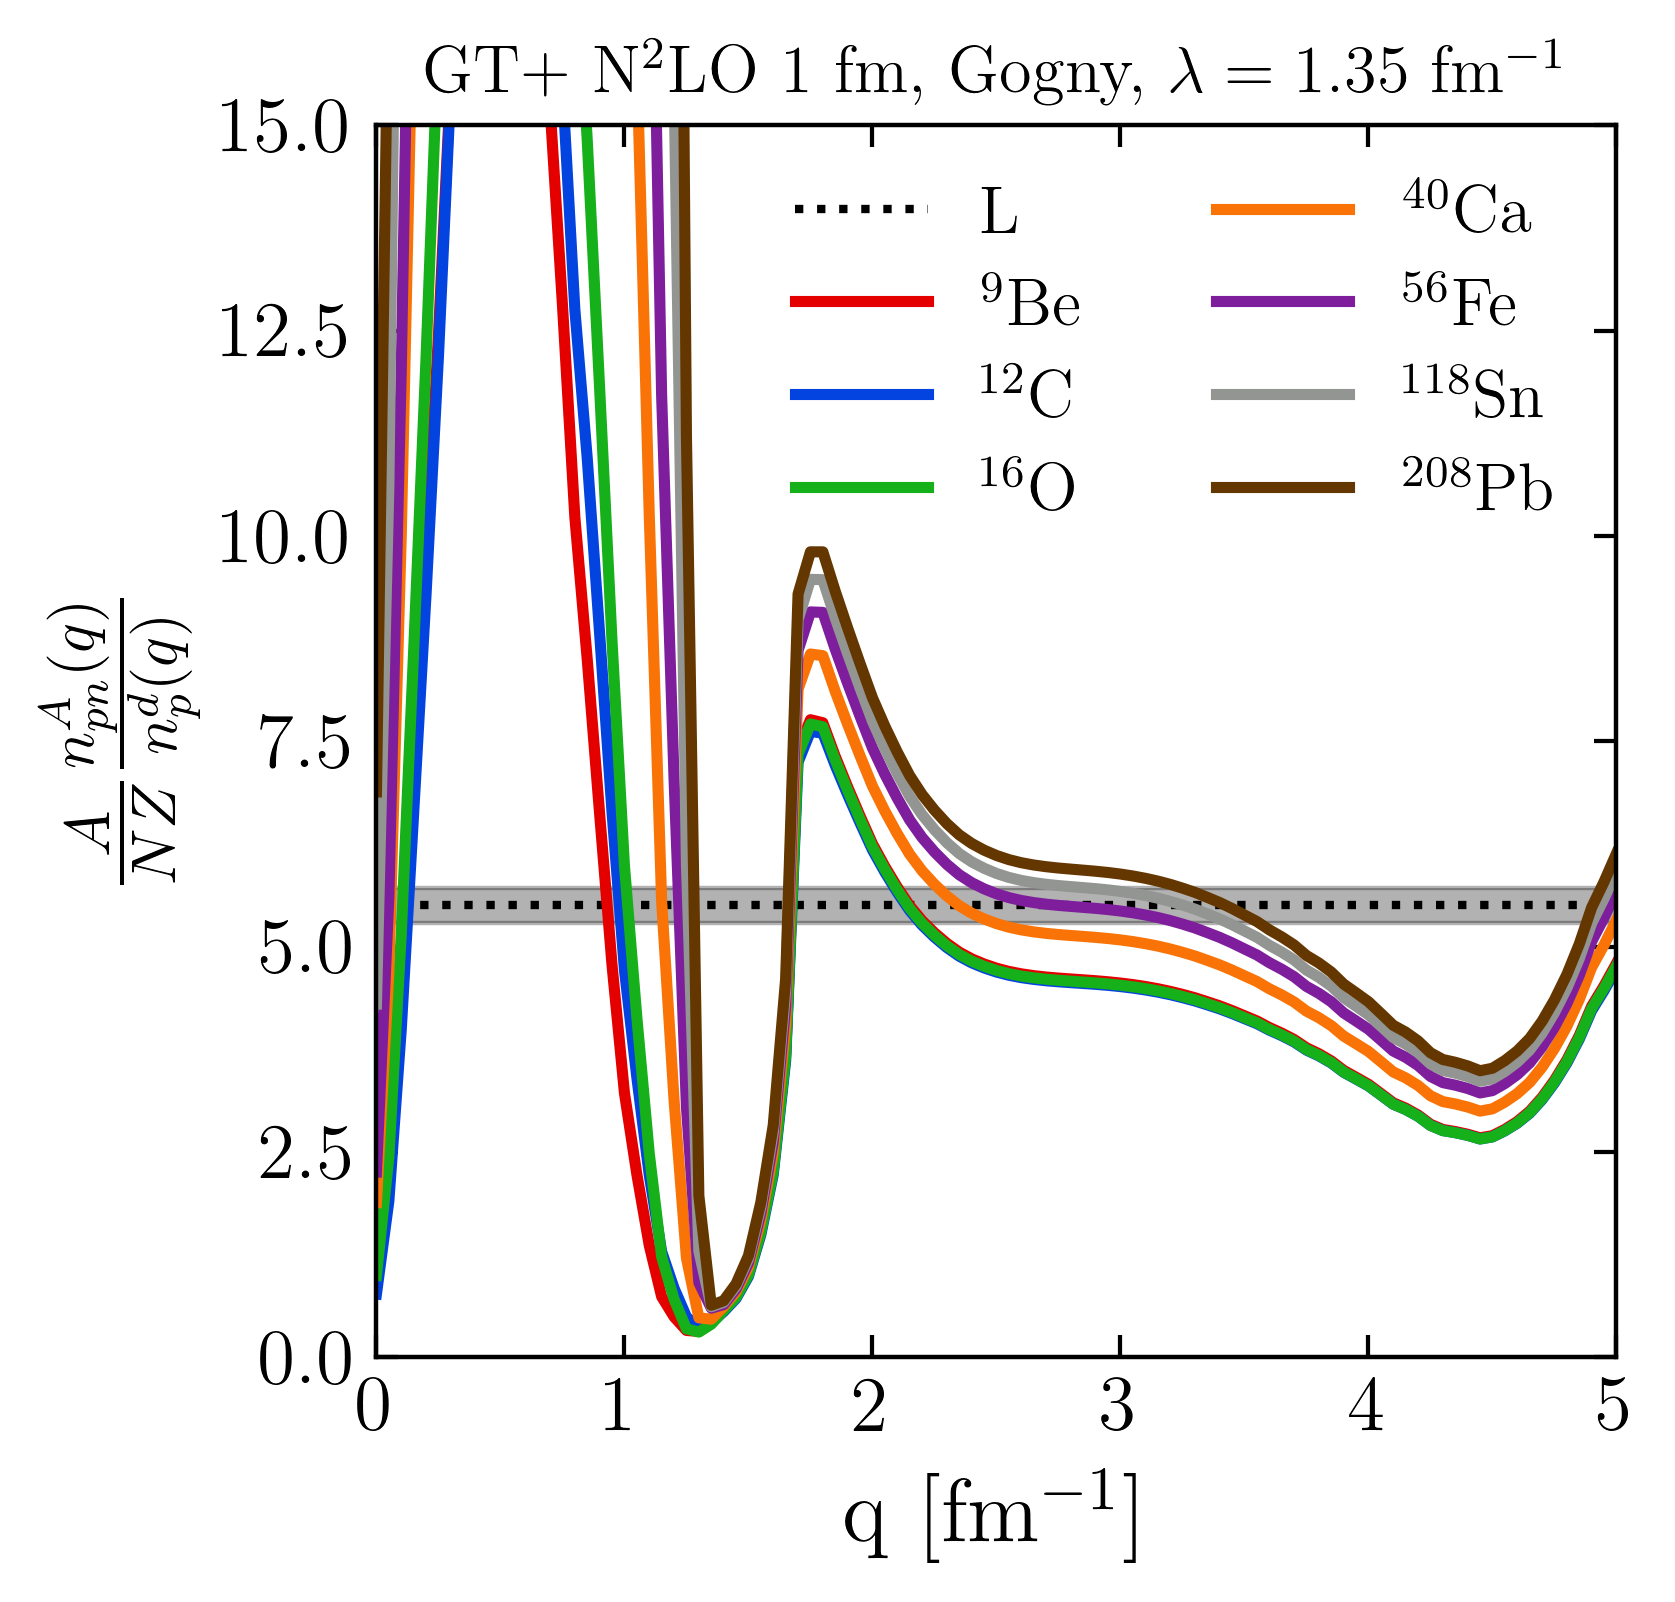 GT+ N²LO 1 fm, Gogny, λ = 1.35 fm⁻¹
15.0
12.5
10.0
7.5
5.0
2.5
0.0
A/NZ n^A_pn(q)/n^d_p(q)
L
⁹Be
¹²C
¹⁶O
⁴⁰Ca
⁵⁶Fe
¹¹⁸Sn
²⁰⁸Pb
0 1 2 3 4 5
q [fm⁻¹]